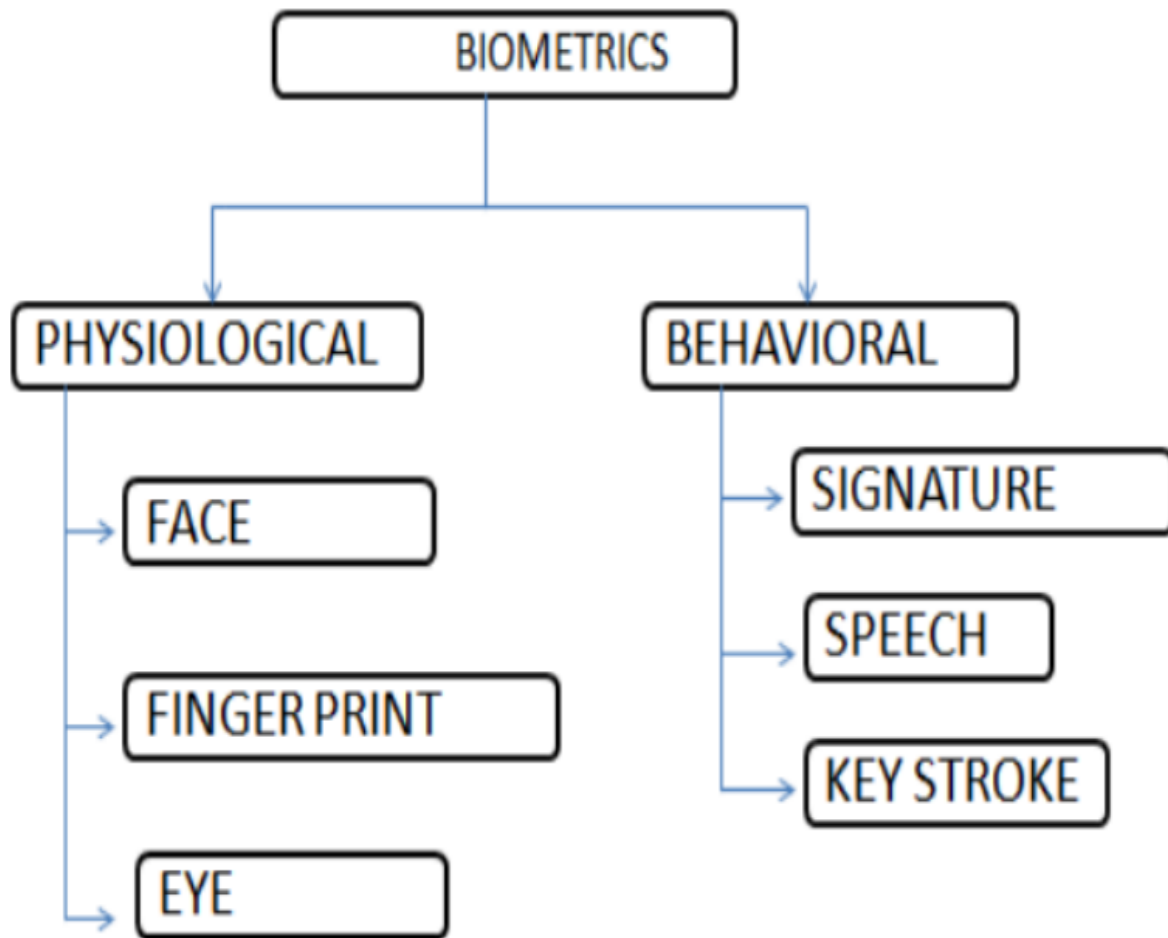 BIOMETRICS
PHYSIOLOGICAL
BEHAVIORAL
FACE
FINGER PRINT
EYE
SIGNATURE
SPEECH
KEY STROKE